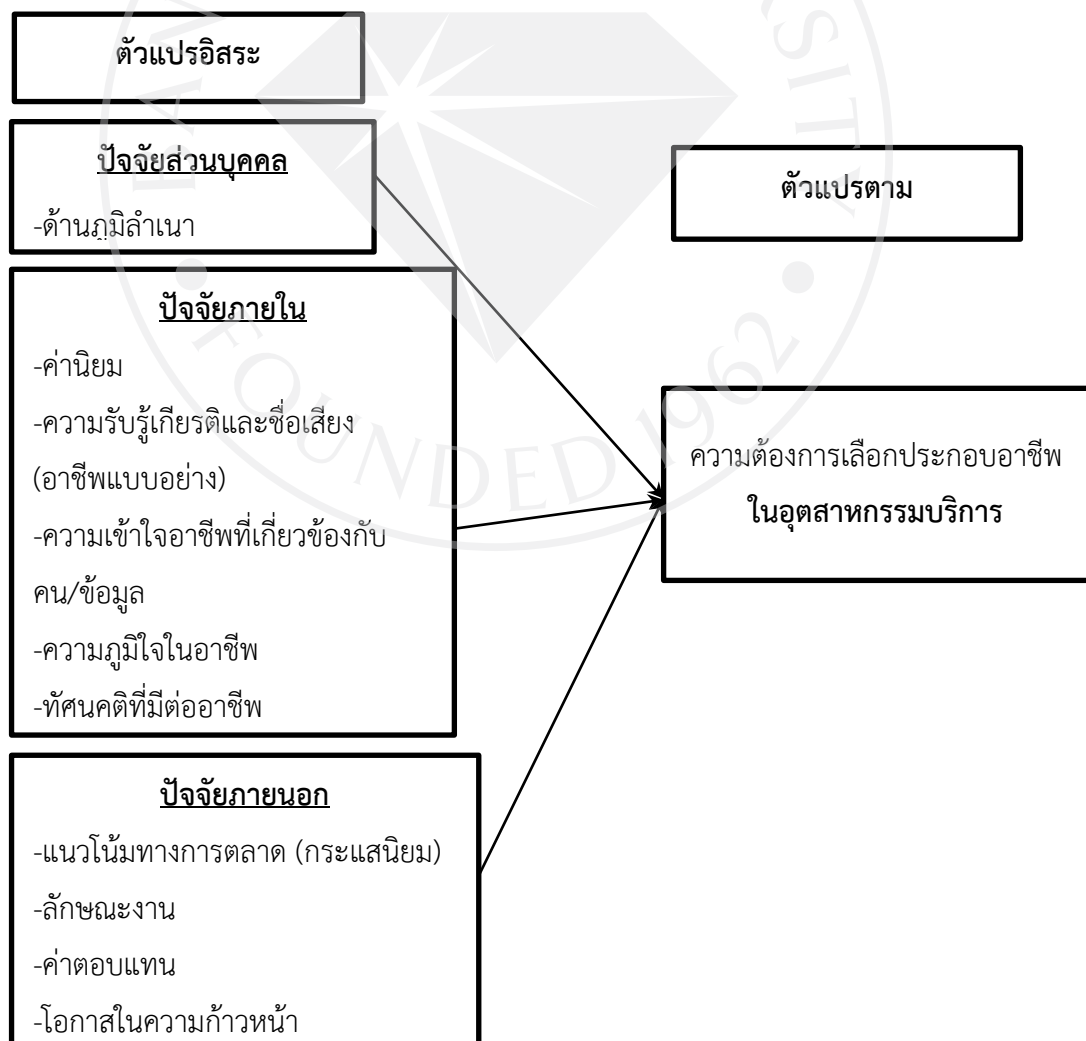 ตัวแปรอิสระ
ปัจจัยส่วนบุคคล
-ด้านภูมิลำเนา
ปัจจัยภายใน
-ค่านิยม
-ความรับรู้เกียรติและชื่อเสียง
(อาชีพแบบอย่าง)
-ความเข้าใจอาชีพที่เกี่ยวข้องกับ
คน/ข้อมูล
-ความภูมิใจในอาชีพ
-ทัศนคติที่มีต่ออาชีพ
ปัจจัยภายนอก
-แนวโน้มทางการตลาด (กระแสนิยม)
-ลักษณะงาน
-ค่าตอบแทน
-โอกาสในความก้าวหน้า
ตัวแปรตาม
ความต้องการเลือกประกอบอาชีพ
ในอุตสาหกรรมบริการ
FOUNDED 1962